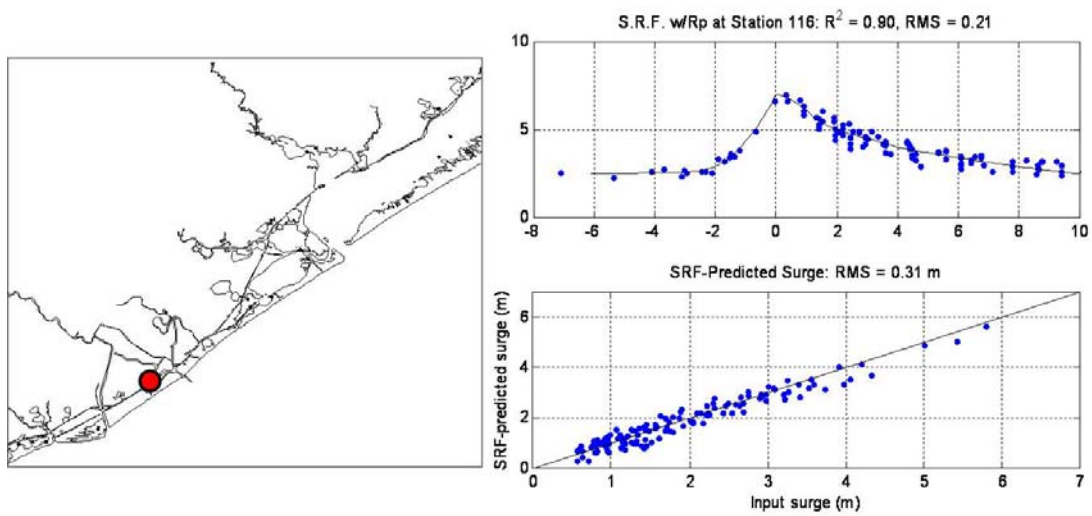 S.R.F. w/Rp at Station 116: R² = 0.90, RMS = 0.21
10
5
0
-8 -6 -4 -2 0 2 4 6 8 10
SRF-Predicted Surge: RMS = 0.31 m
SRF-predicted surge (m)
6
4
2
0
0 1 2 3 4 5 6 7
Input surge (m)